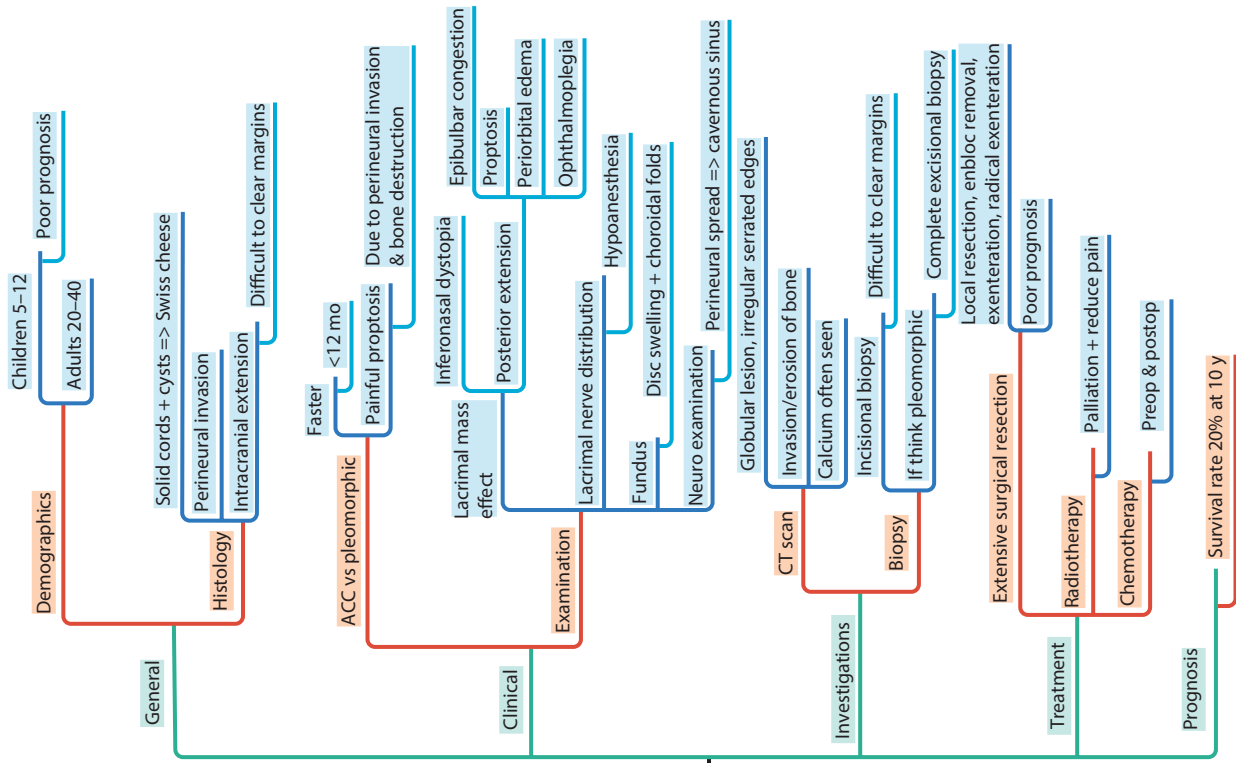 General
Demographics
Children 5–12
Poor prognosis
Adults 20–40
Histology
Solid cords + cysts => Swiss cheese
Perineural invasion
Intracranial extension
Difficult to clear margins
Clinical
ACC vs pleomorphic
Faster
<12 mo
Painful proptosis
Due to perineural invasion
& bone destruction
Examination
Lacrimal mass
effect
Inferonasal dystopia
Posterior extension
Epibulbar congestion
Proptosis
Periorbital edema
Ophthalmoplegia
Lacrimal nerve distribution
Hypoanesthesia
Fundus
Disc swelling + choroidal folds
Neuro examination
Perineural spread => cavernous sinus
Investigations
CT scan
Globular lesion, irregular serrated edges
Invasion/erosion of bone
Calcium often seen
Biopsy
Incisional biopsy
Difficult to clear margins
If think pleomorphic
Complete excisional biopsy
Treatment
Extensive surgical resection
Local resection, enbloc removal,
exenteration, radical exenteration
Poor prognosis
Radiotherapy
Palliation + reduce pain
Chemotherapy
Preop & postop
Prognosis
Survival rate 20% at 10 y